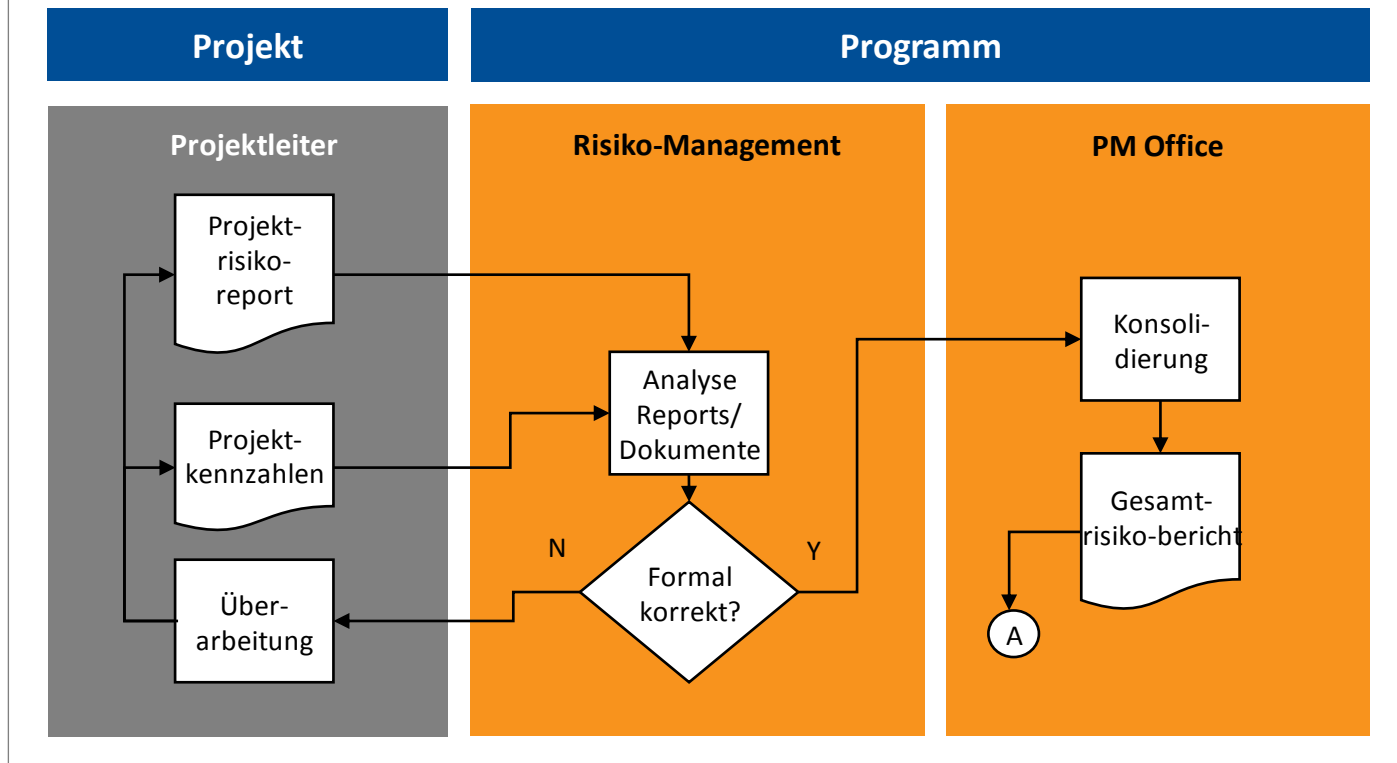 Projekt
Programm
Projektleiter
Risiko-Management
PM Office
Projekt-
risiko-
report
Projekt-
kennzahlen
Über-
arbeitung
Analyse
Reports/
Dokumente
N
Y
Formal
korrekt?
Konsoli-
dierung
Gesamt-
risiko-bericht
A